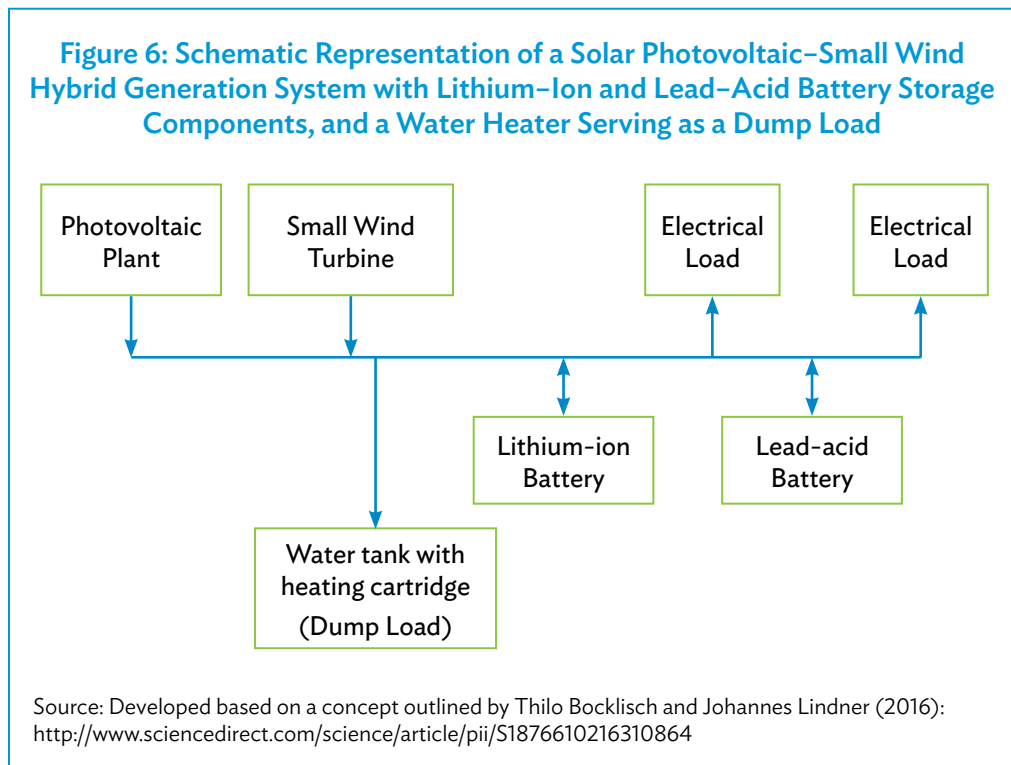 Figure 6: Schematic Representation of a Solar Photovoltaic–Small Wind
Hybrid Generation System with Lithium–Ion and Lead–Acid Battery Storage
Components, and a Water Heater Serving as a Dump Load
Photovoltaic
Plant
Small Wind
Turbine
Electrical
Load
Electrical
Load
Lithium-ion
Battery
Lead-acid
Battery
Water tank with
heating cartridge
(Dump Load)
Source: Developed based on a concept outlined by Thilo Bocklisch and Johannes Lindner (2016):
http://www.sciencedirect.com/science/article/pii/S1876610216310864